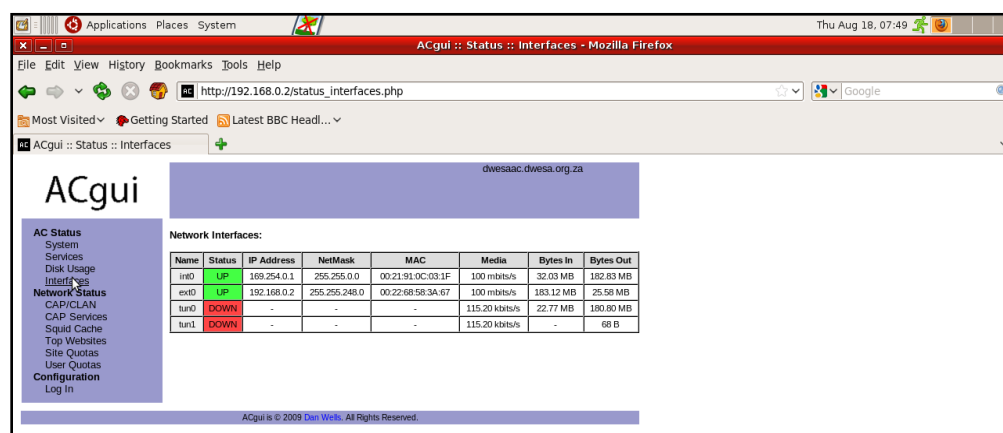 Applications Places System Thu Aug 18, 07:49
ACgui :: Status :: Interfaces - Mozilla Firefox
File Edit View History Bookmarks Tools Help
AC http://192.168.0.2/status_interfaces.php Google
Most Visited Getting Started Latest BBC Headl...
AC ACgui :: Status :: Interfaces
dwesaac.dwesa.org.za
ACgui
AC Status
System
Services
Disk Usage
Interfaces
Network Status
CAP/CLAN
CAP Services
Squid Cache
Top Websites
Site Quotas
User Quotas
Configuration
Log In
Network Interfaces:
Name Status IP Address NetMask MAC Media Bytes In Bytes Out
int0 UP 169.254.0.1 255.255.0.0 00:21:91:0C:03:1F 100 mbits/s 32.03 MB 182.83 MB
ext0 UP 192.168.0.2 255.255.248.0 00:22:68:58:3A:67 100 mbits/s 183.12 MB 25.58 MB
tun0 DOWN - - - 115.20 kbits/s 22.77 MB 180.80 MB
tun1 DOWN - - - 115.20 kbits/s - 68 B
ACgui is © 2009 Dan Wells. All Rights Reserved.